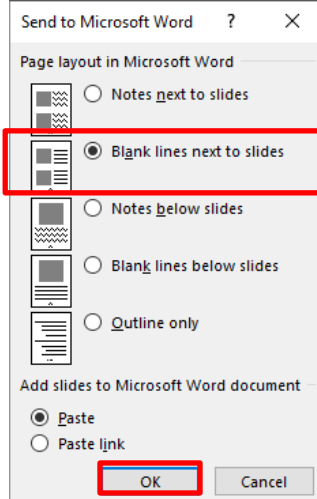 Send to Microsoft Word ? ×
Page layout in Microsoft Word
Notes next to slides
Blank lines next to slides
Notes below slides
Blank lines below slides
Outline only
Add slides to Microsoft Word document
Paste
Paste link
OK Cancel